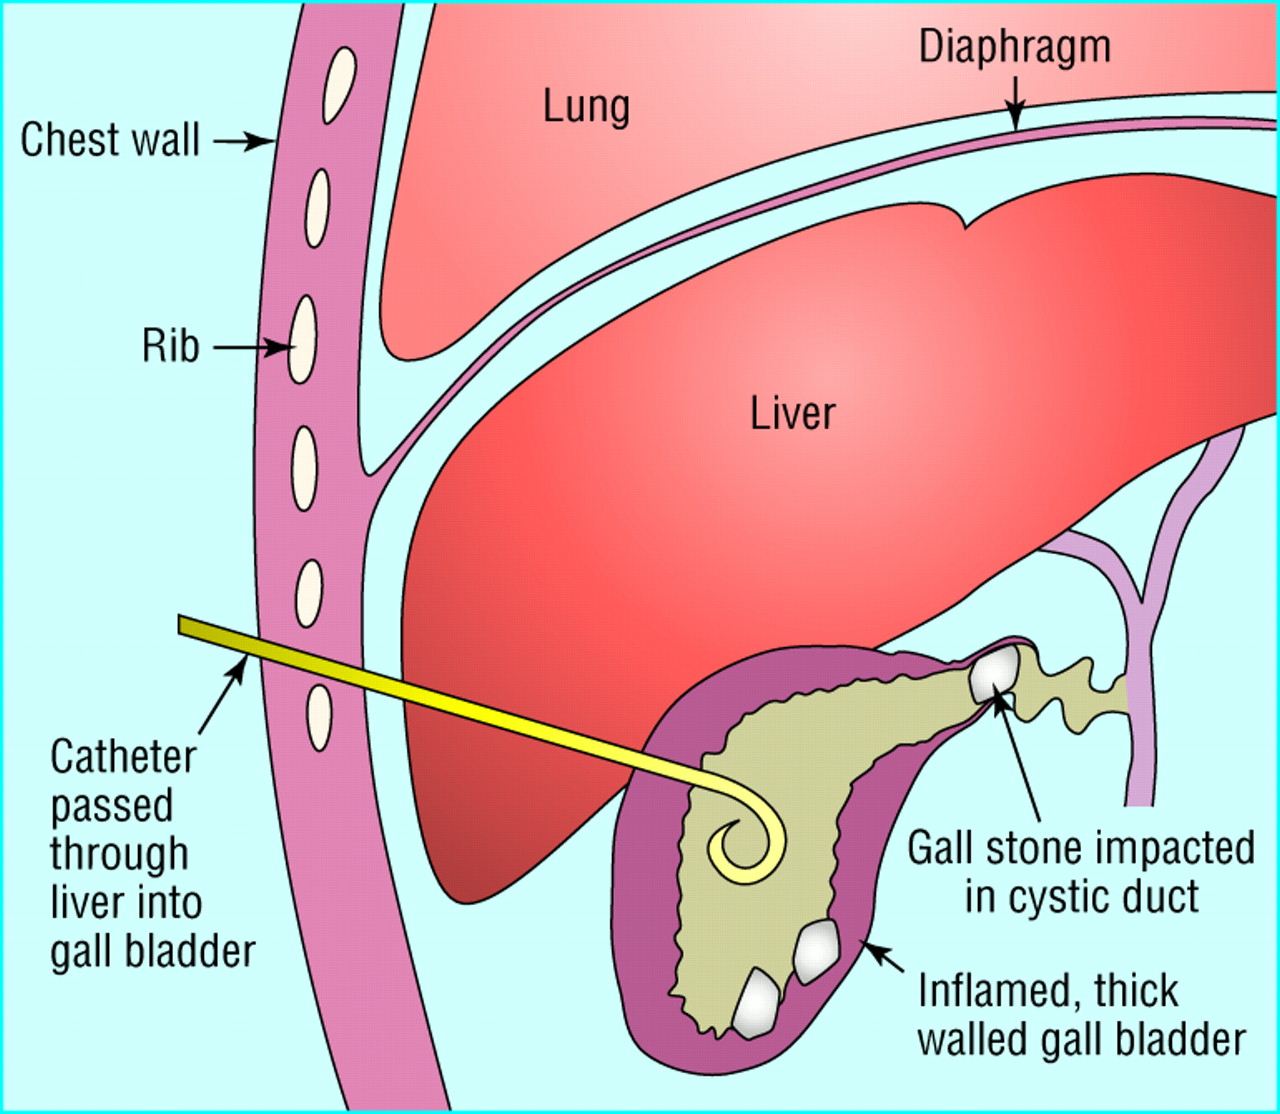 Diaphragm
Lung
Chest wall
Rib
Liver
Catheter
passed
through
liver into
gall bladder
Gall stone impacted
in cystic duct
Inflamed, thick
walled gall bladder